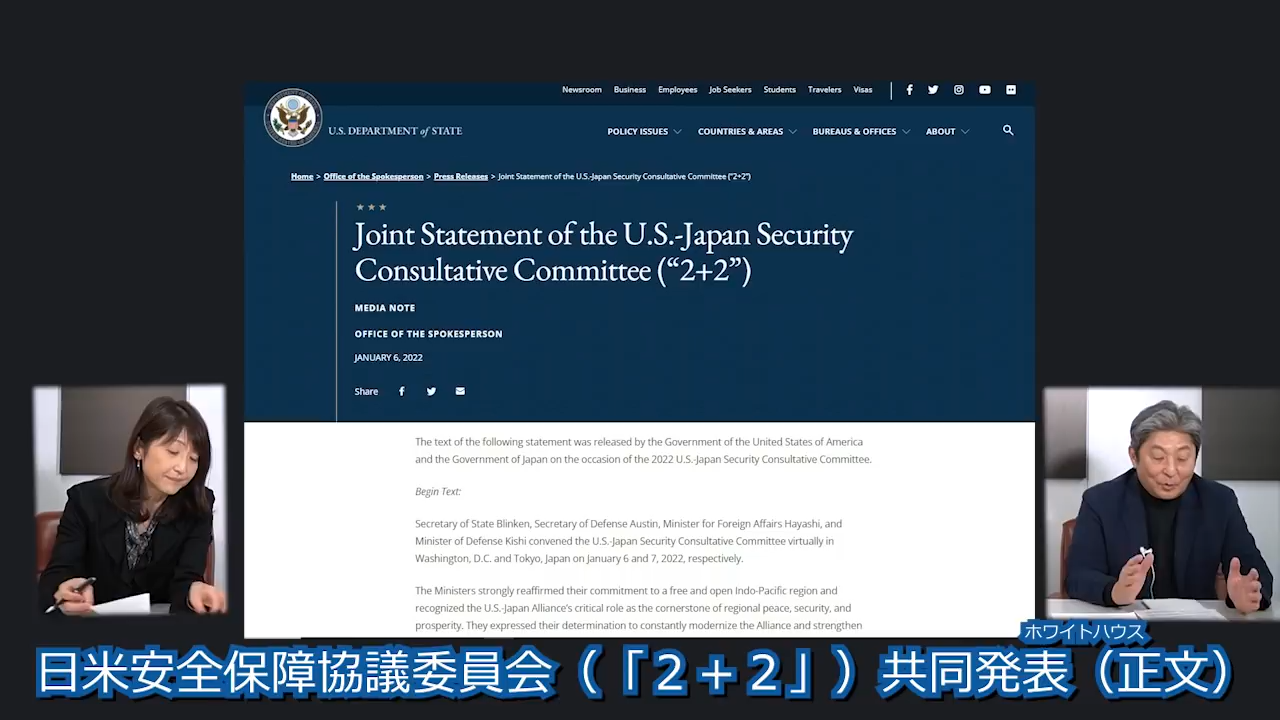 Newsroom Business Employees Job Seekers Students Travelers Visas
U.S. DEPARTMENT of STATE
POLICY ISSUES COUNTRIES & AREAS BUREAUS & OFFICES ABOUT
Home > Office of the Spokesperson > Press Releases > Joint Statement of the U.S.-Japan Security Consultative Committee (“2+2”)
Joint Statement of the U.S.-Japan Security
Consultative Committee (“2+2”)
MEDIA NOTE
OFFICE OF THE SPOKESPERSON
JANUARY 6, 2022
Share
The text of the following statement was released by the Government of the United States of America
and the Government of Japan on the occasion of the 2022 U.S.-Japan Security Consultative Committee.
Begin Text:
Secretary of State Blinken, Secretary of Defense Austin, Minister for Foreign Affairs Hayashi, and
Minister of Defense Kishi convened the U.S.-Japan Security Consultative Committee virtually in
Washington, D.C. and Tokyo, Japan on January 6 and 7, 2022, respectively.
The Ministers strongly reaffirmed their commitment to a free and open Indo-Pacific region and
recognized the U.S.-Japan Alliance’s critical role as the cornerstone of regional peace, security, and
prosperity. They expressed their determination to constantly modernize the Alliance and strengthen
ホワイトハウス
日米安全保障協議委員会（「２＋２」）共同発表（正文）